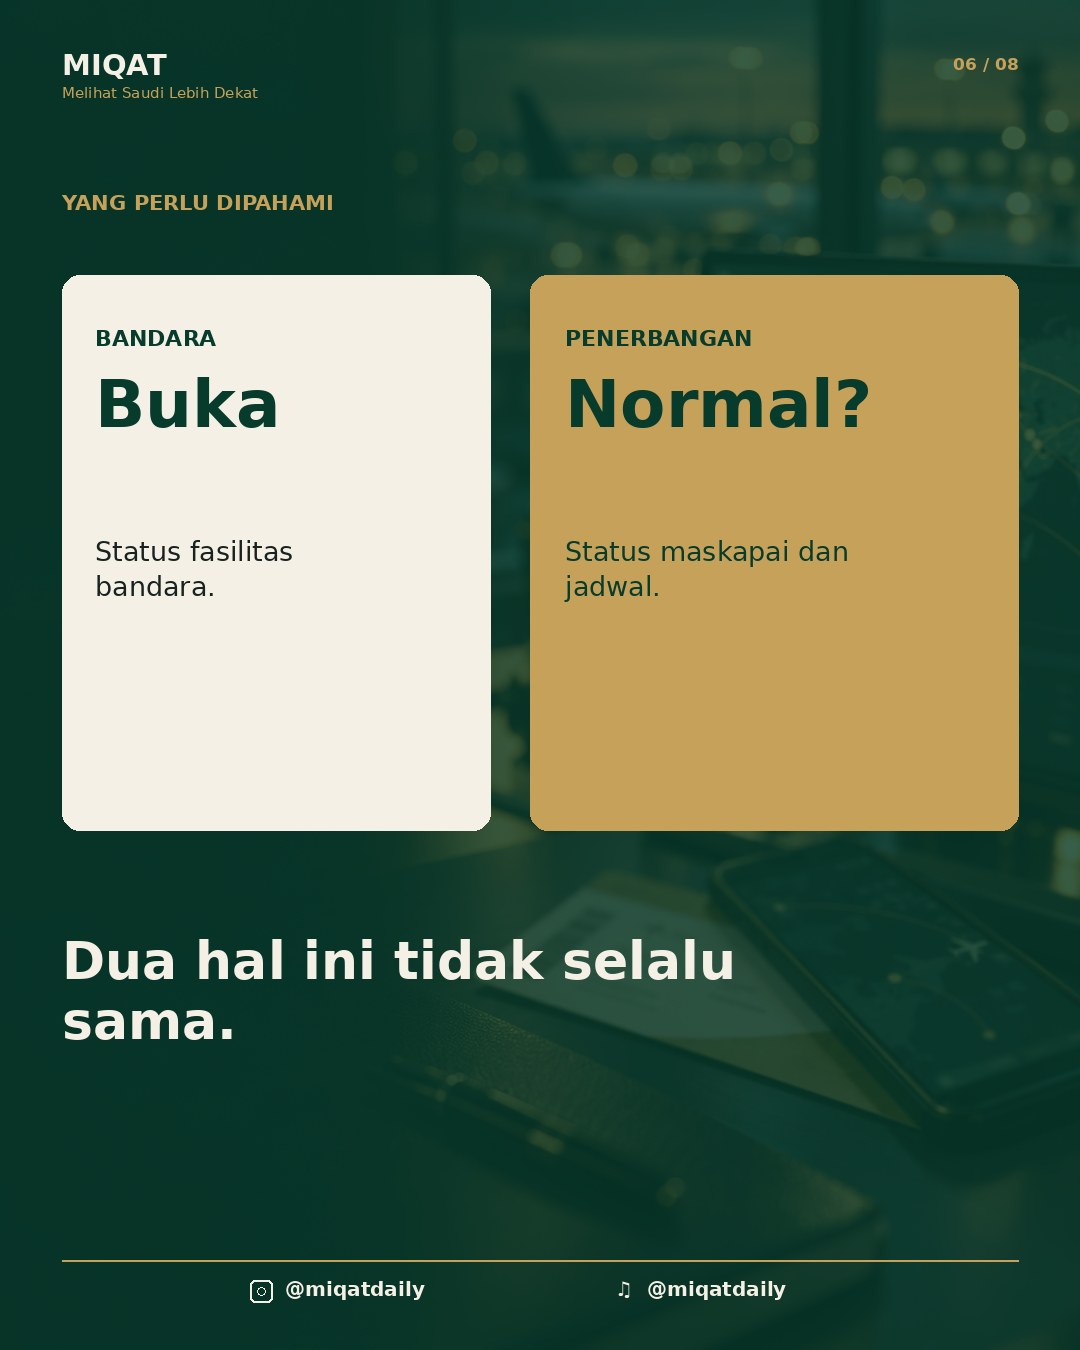 MIQAT
Melihat Saudi Lebih Dekat
06 / 08
YANG PERLU DIPAHAMI
BANDARA
Buka
Status fasilitas
bandara.
PENERBANGAN
Normal?
Status maskapai dan
jadwal.
Dua hal ini tidak selalu
sama.
@miqatdaily
@miqatdaily